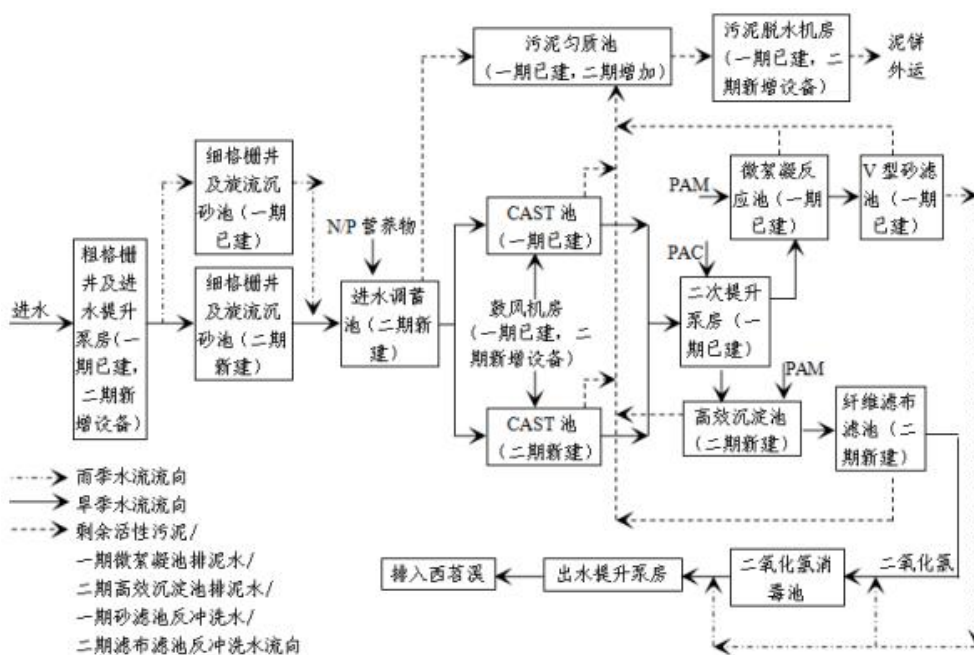 污泥匀质池
（一期已建，二期增加）
污泥脱水机房
（一期已建，二
期新增设备）
泥饼
外运
细格栅井
及旋流沉
砂池（一期
已建）
N/P 营养物
CAST 池
（一期已建）
PAM
微絮凝反
应池（一期
已建）
V 型砂滤
池（一期
已建）
进水
粗格栅
井及进
水提升
泵房(一
期已建,
二期新
增设备)
细格栅井
及旋流沉
砂池（二期
新建）
进水调蓄
池（二期新
建）
鼓风机房
（一期已建，二
期新增设备）
PAC
二次提升
泵房（一
期已建）
CAST 池
（二期新建）
PAM
高效沉淀池
（二期新建）
纤维滤布
滤池（二
期新建）
雨季水流流向
旱季水流流向
剩余活性污泥/
一期微絮凝池排泥水/
二期高效沉淀池排泥水/
一期砂滤池反冲洗水/
二期滤布滤池反冲洗水流向
排入西苕溪
出水提升泵房
二氧化氯消
毒池
二氧化氯